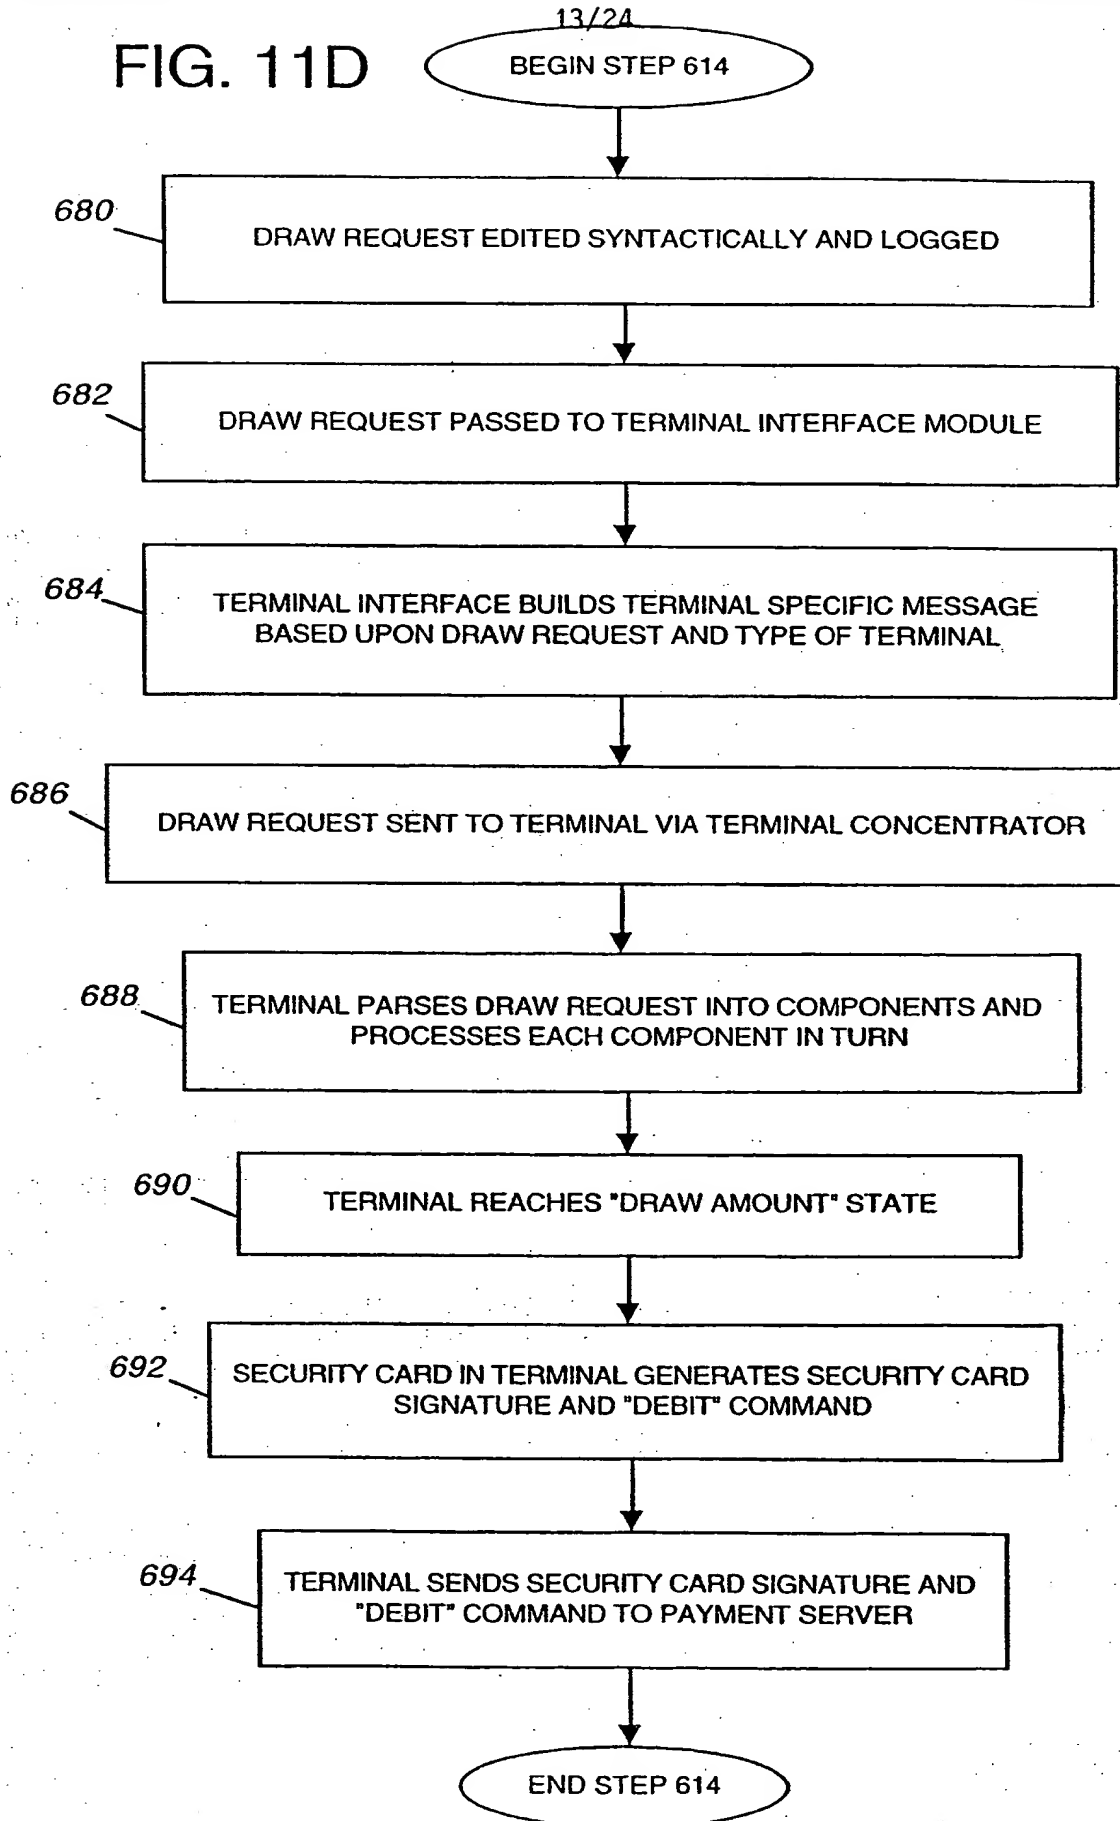 13/24
FIG. 11D
BEGIN STEP 614
680
DRAW REQUEST EDITED SYNTACTICALLY AND LOGGED
682
DRAW REQUEST PASSED TO TERMINAL INTERFACE MODULE
684
TERMINAL INTERFACE BUILDS TERMINAL SPECIFIC MESSAGE
BASED UPON DRAW REQUEST AND TYPE OF TERMINAL
686
DRAW REQUEST SENT TO TERMINAL VIA TERMINAL CONCENTRATOR
688
TERMINAL PARSES DRAW REQUEST INTO COMPONENTS AND
PROCESSES EACH COMPONENT IN TURN
690
TERMINAL REACHES "DRAW AMOUNT" STATE
692
SECURITY CARD IN TERMINAL GENERATES SECURITY CARD
SIGNATURE AND "DEBIT" COMMAND
694
TERMINAL SENDS SECURITY CARD SIGNATURE AND
"DEBIT" COMMAND TO PAYMENT SERVER
END STEP 614